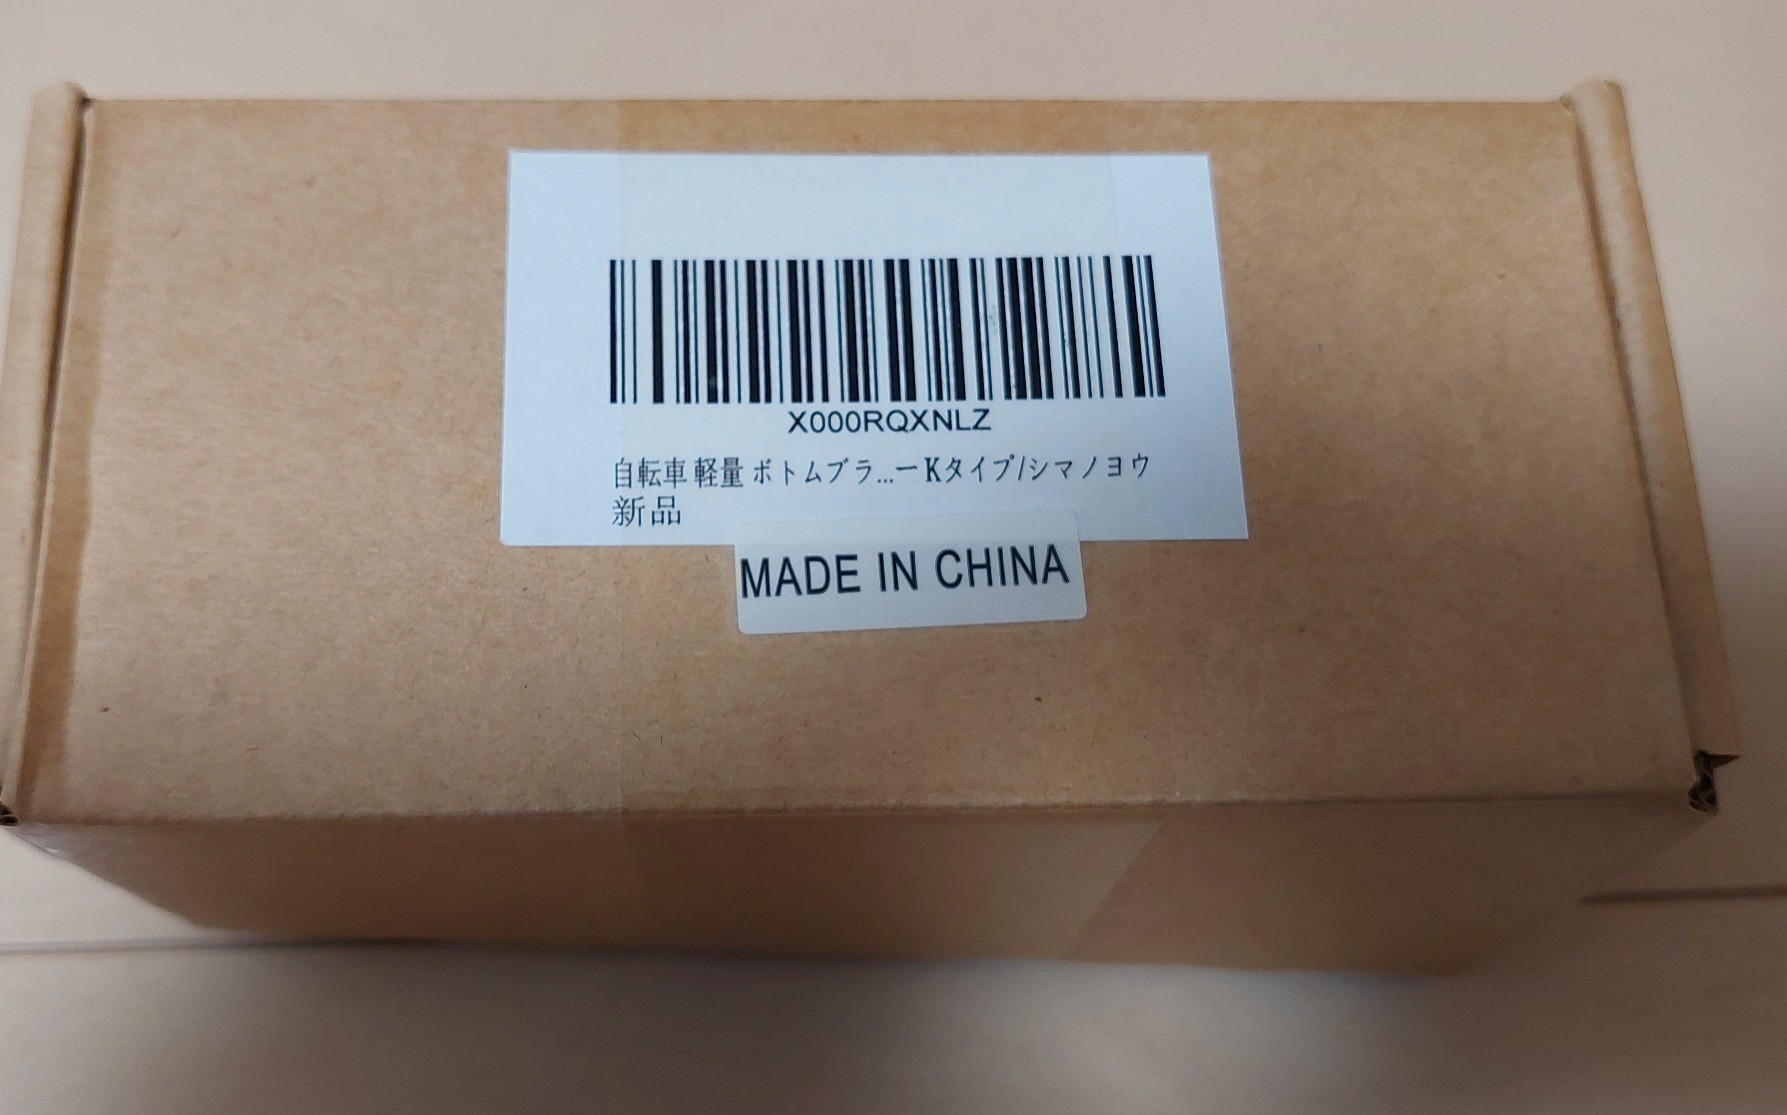 X000RQXNLZ
自転車 軽量 ボトムブラ...ー Kタイプ/シマノヨウ
新品
MADE IN CHINA